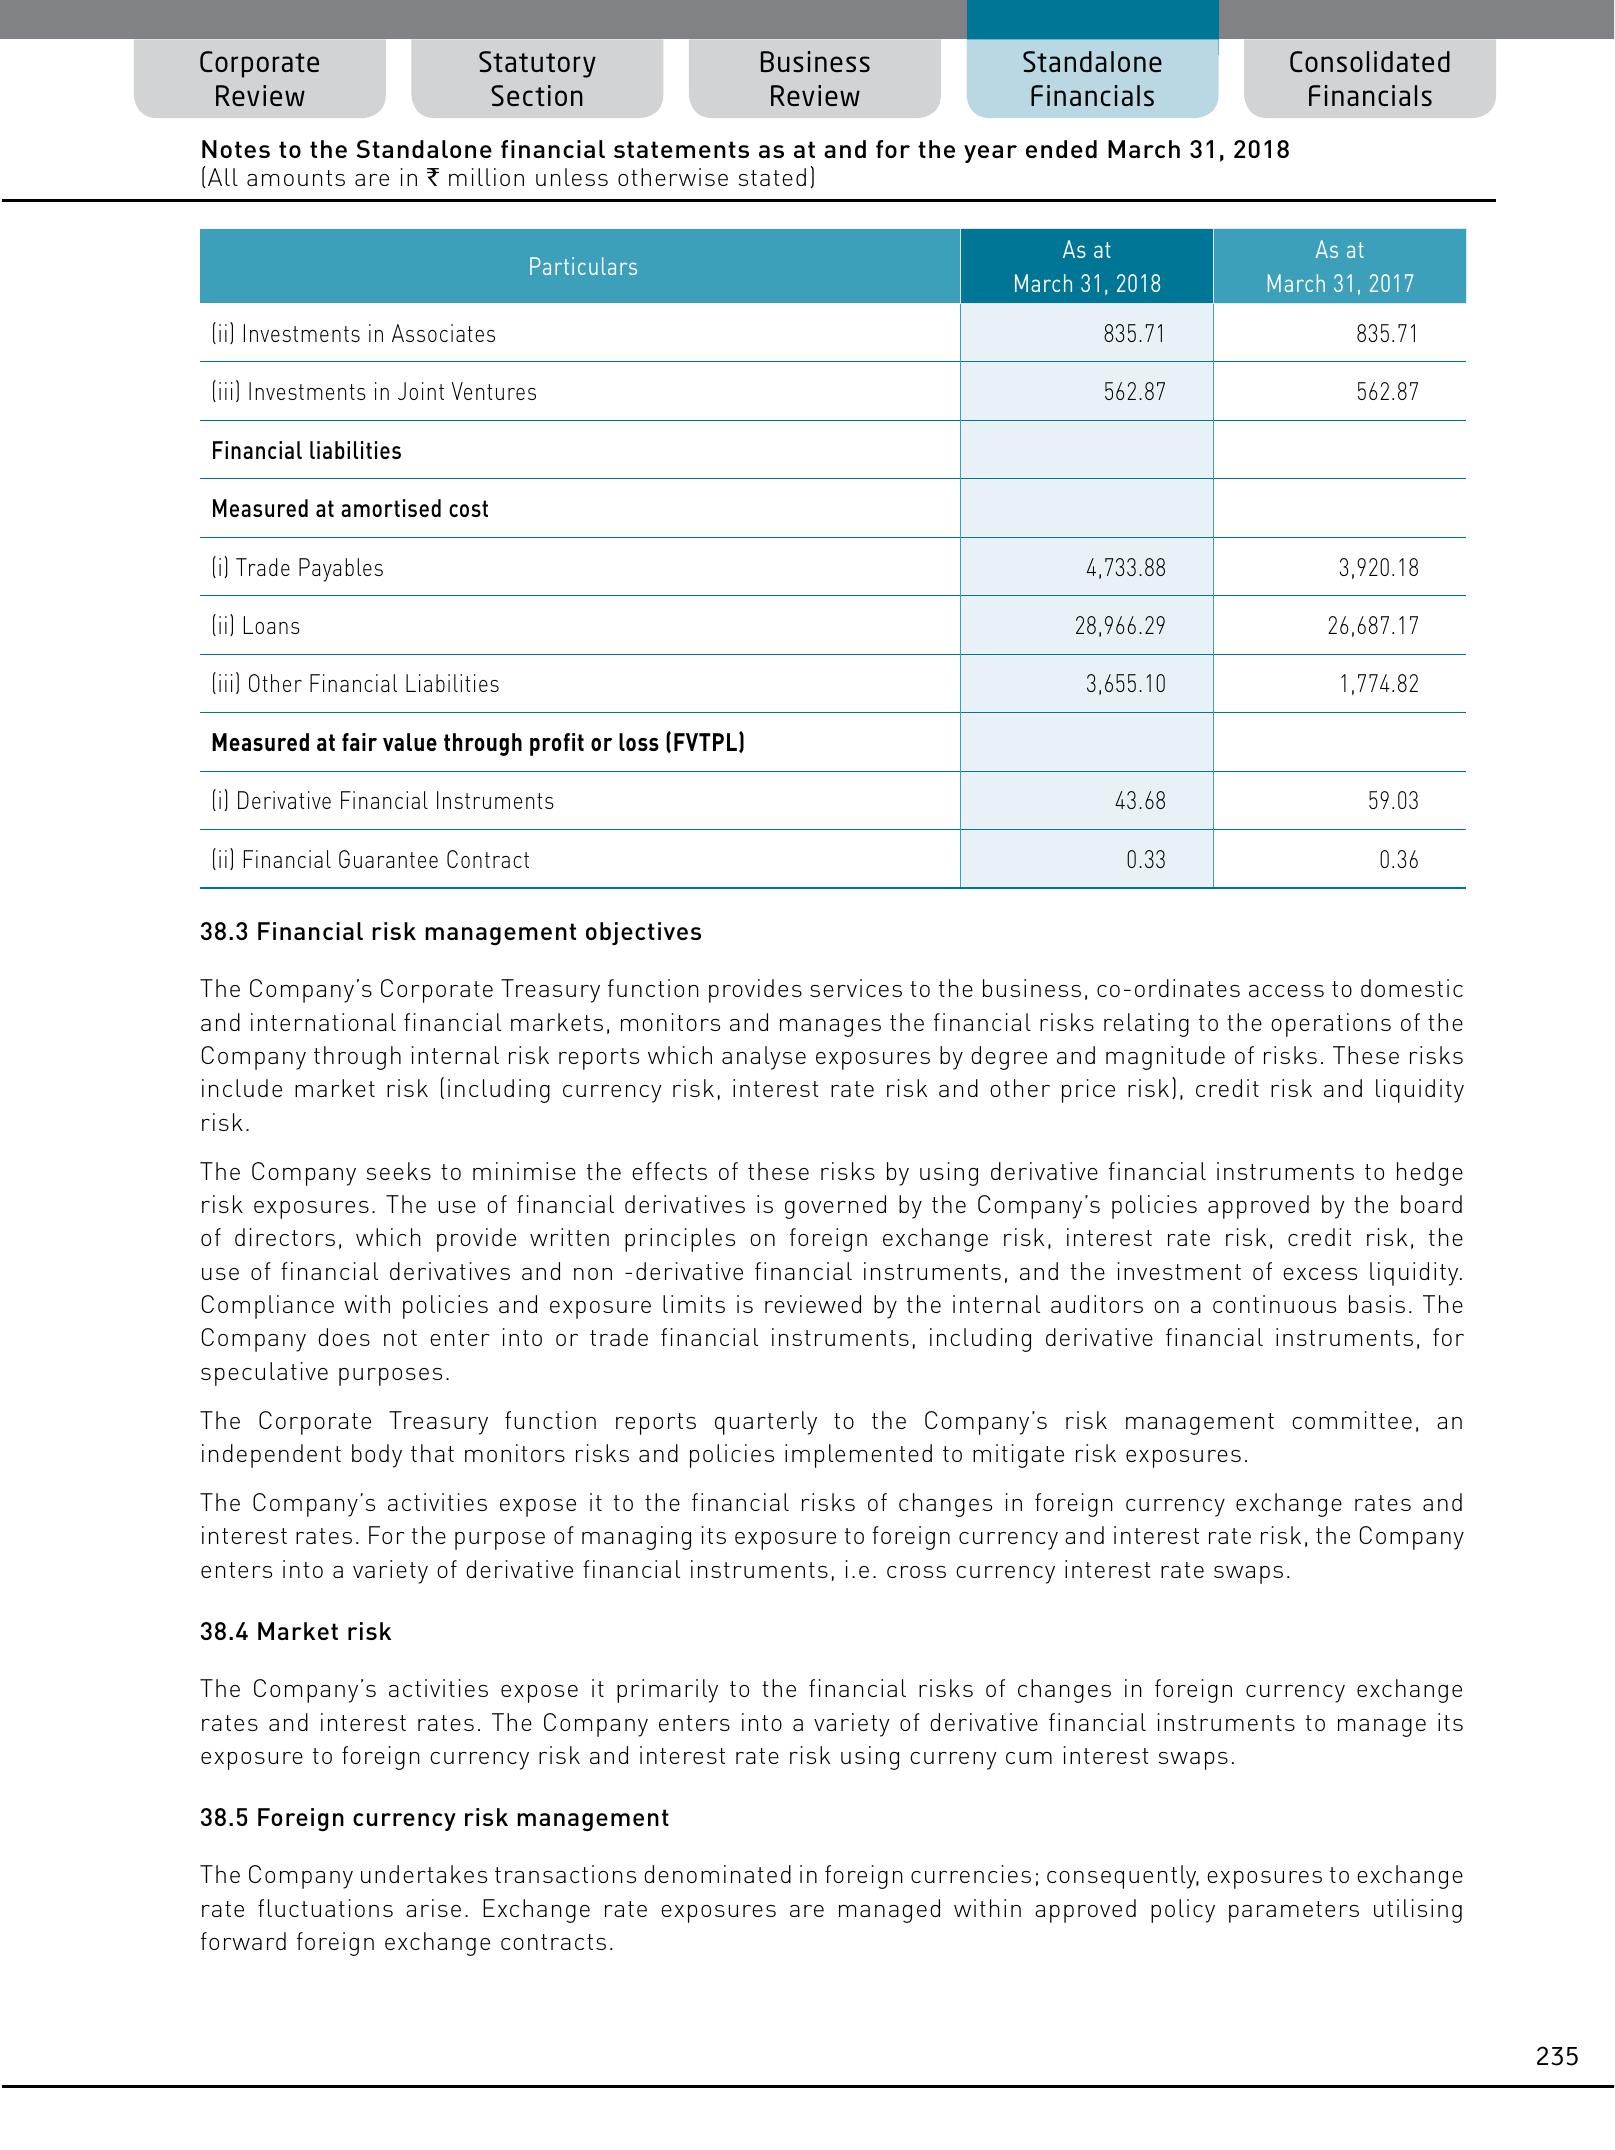 Corporate
Review
Statutory
Section
Business
Review
Standalone
Financials
Consolidated
Financials
Notes to the Standalone financial statements as at and for the year ended March 31, 2018
(All amounts are in ₹ million unless otherwise stated)
Particulars
As at
March 31, 2018
As at
March 31, 2017
(ii) Investments in Associates 835.71 835.71
(iii) Investments in Joint Ventures 562.87 562.87
Financial liabilities
Measured at amortised cost
(i) Trade Payables 4,733.88 3,920.18
(ii) Loans 28,966.29 26,687.17
(iii) Other Financial Liabilities 3,655.10 1,774.82
Measured at fair value through profit or loss (FVTPL)
(i) Derivative Financial Instruments 43.68 59.03
(ii) Financial Guarantee Contract 0.33 0.36
38.3 Financial risk management objectives
The Company's Corporate Treasury function provides services to the business, co-ordinates access to domestic
and international financial markets, monitors and manages the financial risks relating to the operations of the
Company through internal risk reports which analyse exposures by degree and magnitude of risks. These risks
include market risk (including currency risk, interest rate risk and other price risk), credit risk and liquidity
risk.
The Company seeks to minimise the effects of these risks by using derivative financial instruments to hedge
risk exposures. The use of financial derivatives is governed by the Company's policies approved by the board
of directors, which provide written principles on foreign exchange risk, interest rate risk, credit risk, the
use of financial derivatives and non -derivative financial instruments, and the investment of excess liquidity.
Compliance with policies and exposure limits is reviewed by the internal auditors on a continuous basis. The
Company does not enter into or trade financial instruments, including derivative financial instruments, for
speculative purposes.
The Corporate Treasury function reports quarterly to the Company's risk management committee, an
independent body that monitors risks and policies implemented to mitigate risk exposures.
The Company's activities expose it to the financial risks of changes in foreign currency exchange rates and
interest rates. For the purpose of managing its exposure to foreign currency and interest rate risk, the Company
enters into a variety of derivative financial instruments, i.e. cross currency interest rate swaps.
38.4 Market risk
The Company's activities expose it primarily to the financial risks of changes in foreign currency exchange
rates and interest rates. The Company enters into a variety of derivative financial instruments to manage its
exposure to foreign currency risk and interest rate risk using curreny cum interest swaps.
38.5 Foreign currency risk management
The Company undertakes transactions denominated in foreign currencies; consequently, exposures to exchange
rate fluctuations arise. Exchange rate exposures are managed within approved policy parameters utilising
forward foreign exchange contracts.
235